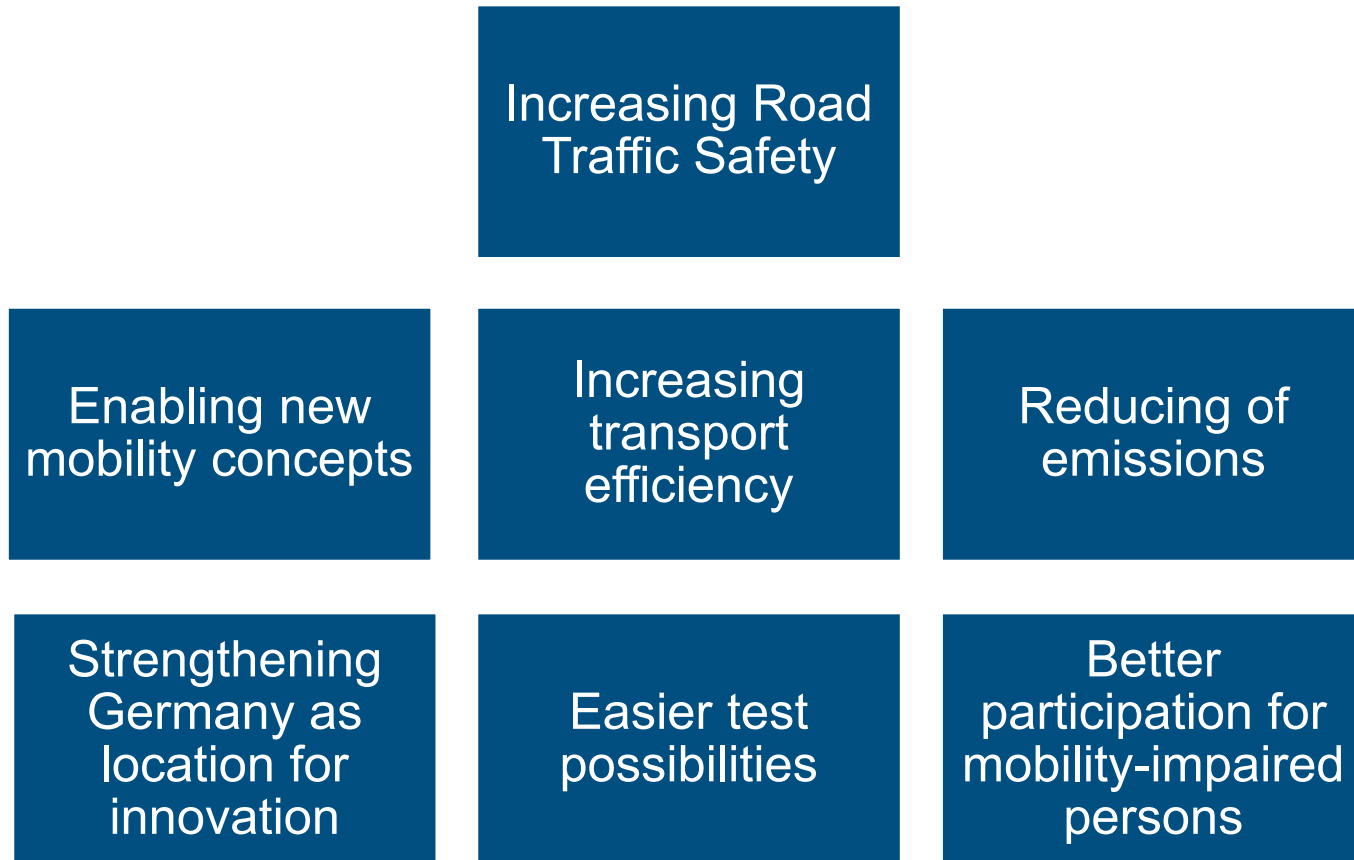 Increasing Road
Traffic Safety
Enabling new
mobility concepts
Increasing
transport
efficiency
Reducing of
emissions
Strengthening
Germany as
location for
innovation
Easier test
possibilities
Better
participation for
mobility-impaired
persons